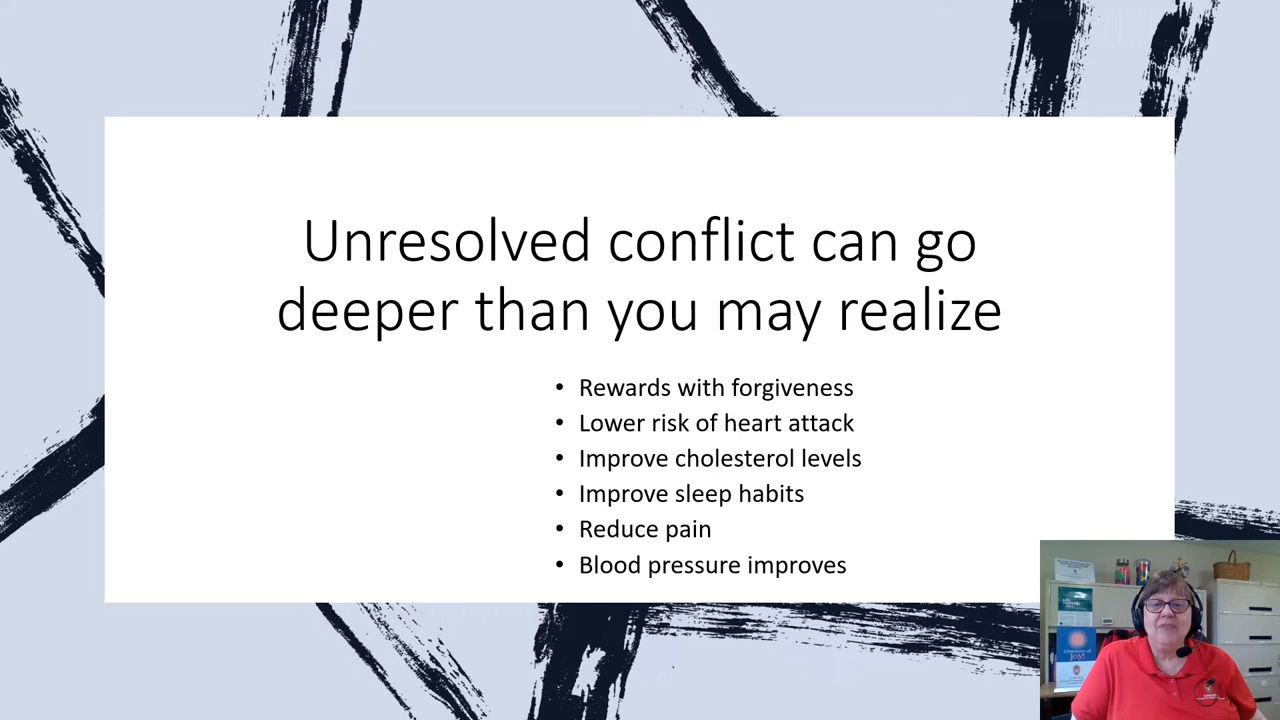 Unresolved conflict can go
deeper than you may realize
• Rewards with forgiveness
• Lower risk of heart attack
• Improve cholesterol levels
• Improve sleep habits
• Reduce pain
• Blood pressure improves
JOY!